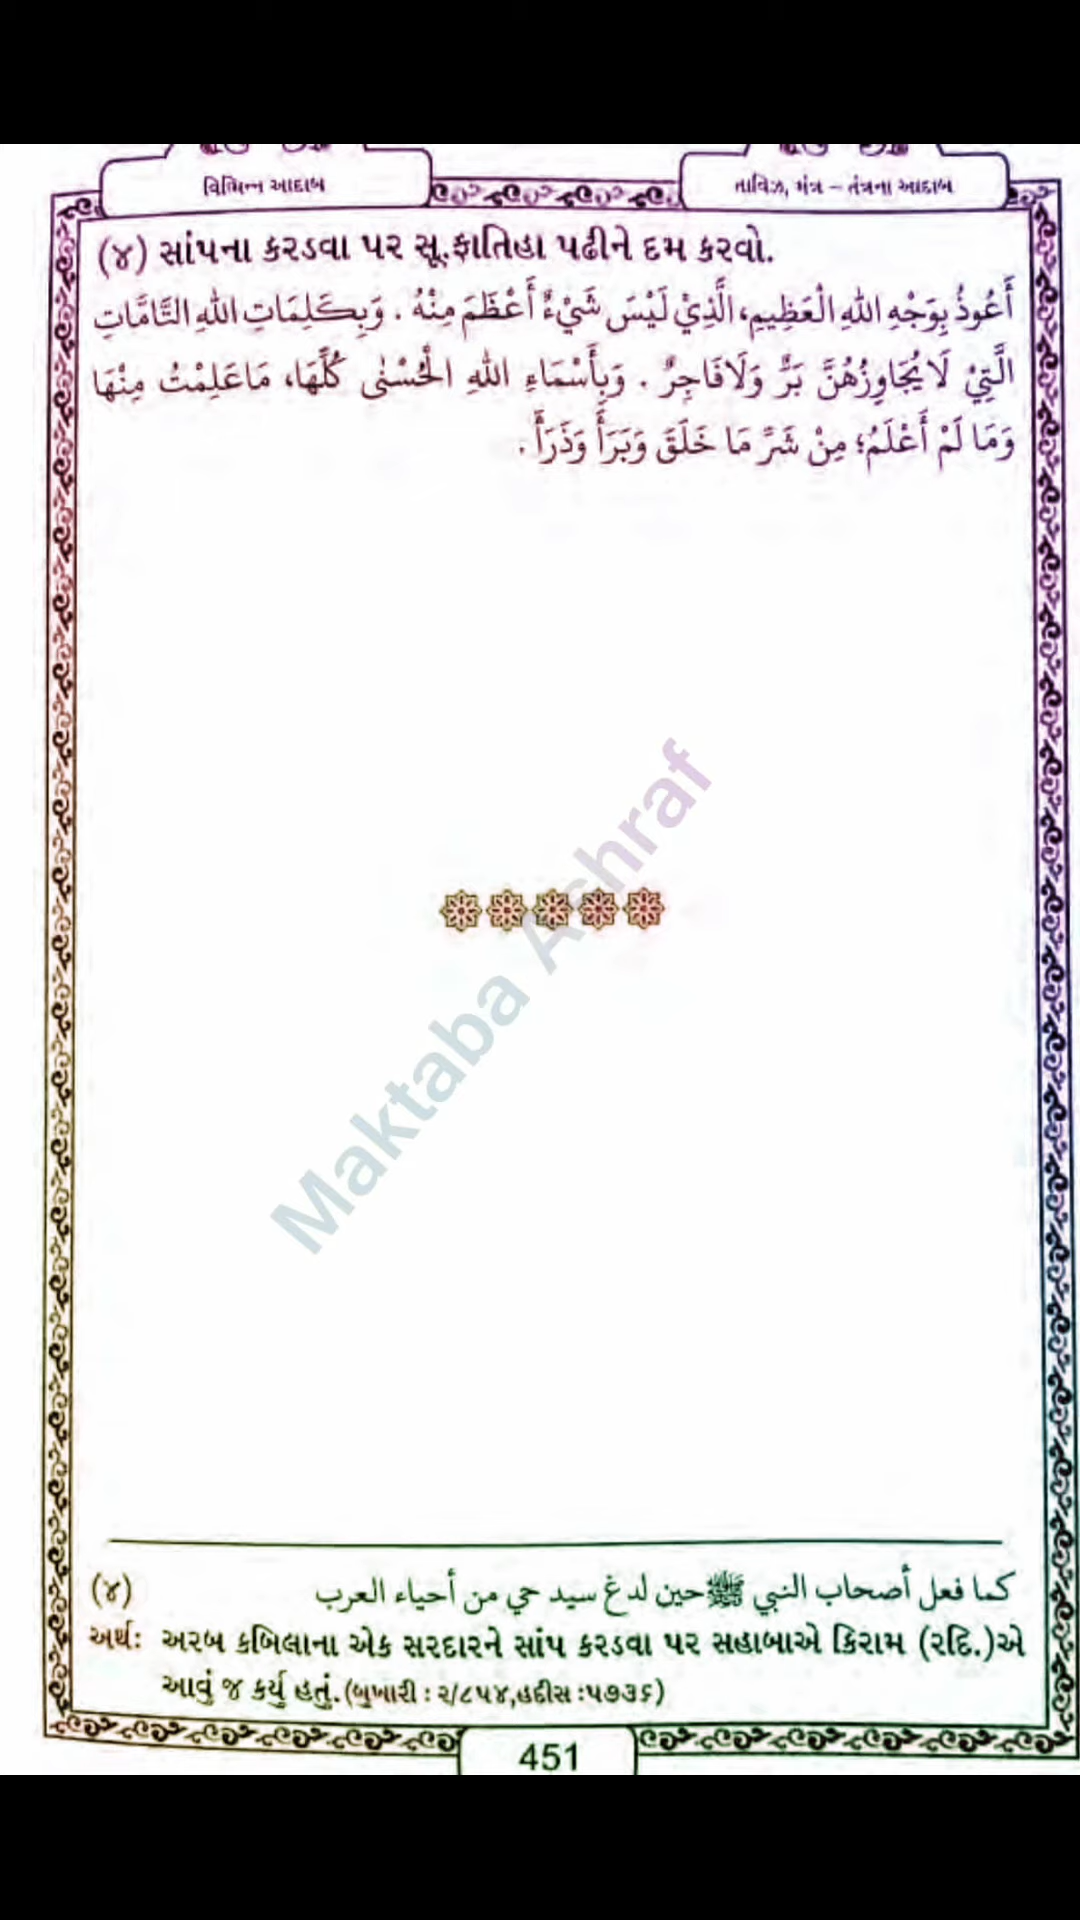 વિભિન્ન આદાબ
તાવિઝ, મંત્ર – તંત્રના આદાબ
(૪) સાંપના કરડવા પર સૂ.ફાતિહા પઢીને દમ કરવો.
أَعُوذُ بِوَجْهِ اللهِ الْعَظِيمِ، الَّذِيْ لَيْسَ شَيْءٌ أَعْظَمَ مِنْهُ . وَبِكَلِمَاتِ اللهِ التَّامَّاتِ
الَّتِيْ لَا يُجَاوِزُهُنَّ بَرٌّ وَلَا فَاجِرٌ . وَبِأَسْمَاءِ اللهِ الْحُسْنٰى كُلِّهَا، مَا عَلِمْتُ مِنْهَا
وَمَا لَمْ أَعْلَمُ؛ مِنْ شَرِّ مَا خَلَقَ وَبَرَأَ وَذَرَأَ .
Maktaba Ashraf
(૪) كما فعل أصحاب النبي ﷺ حين لدغ سيد حي من أحياء العرب
અર્થ: અરબ કબિલાના એક સરદારને સાંપ કરડવા પર સહાબાએ કિરામ (રદિ.)એ
આવું જ કર્યુ હતું. (બુખારી : ૨/૮૫૪,હદીસ :૫૭૩૬)
451